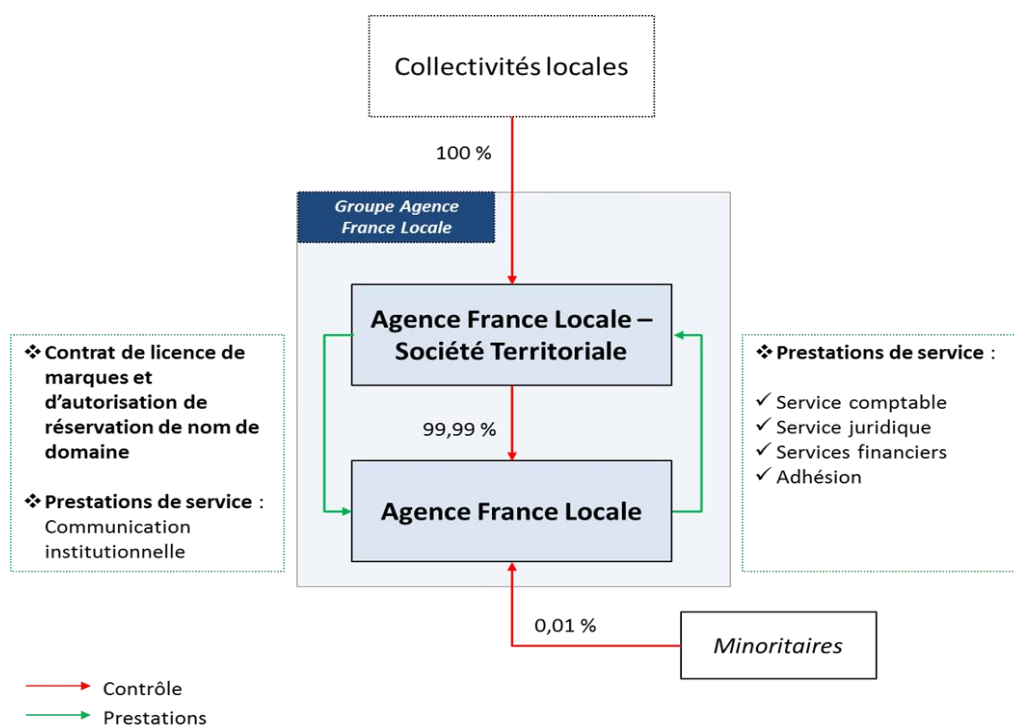 Collectivités locales
100 %
Groupe Agence
France Locale
Agence France Locale –
Société Territoriale
❖ Contrat de licence de
marques et
d'autorisation de
réservation de nom de
domaine
❖ Prestations de service :
Communication
institutionnelle
99,99 %
❖ Prestations de service :
✓ Service comptable
✓ Service juridique
✓ Services financiers
✓ Adhésion
Agence France Locale
0,01 %
Minoritaires
Contrôle
Prestations